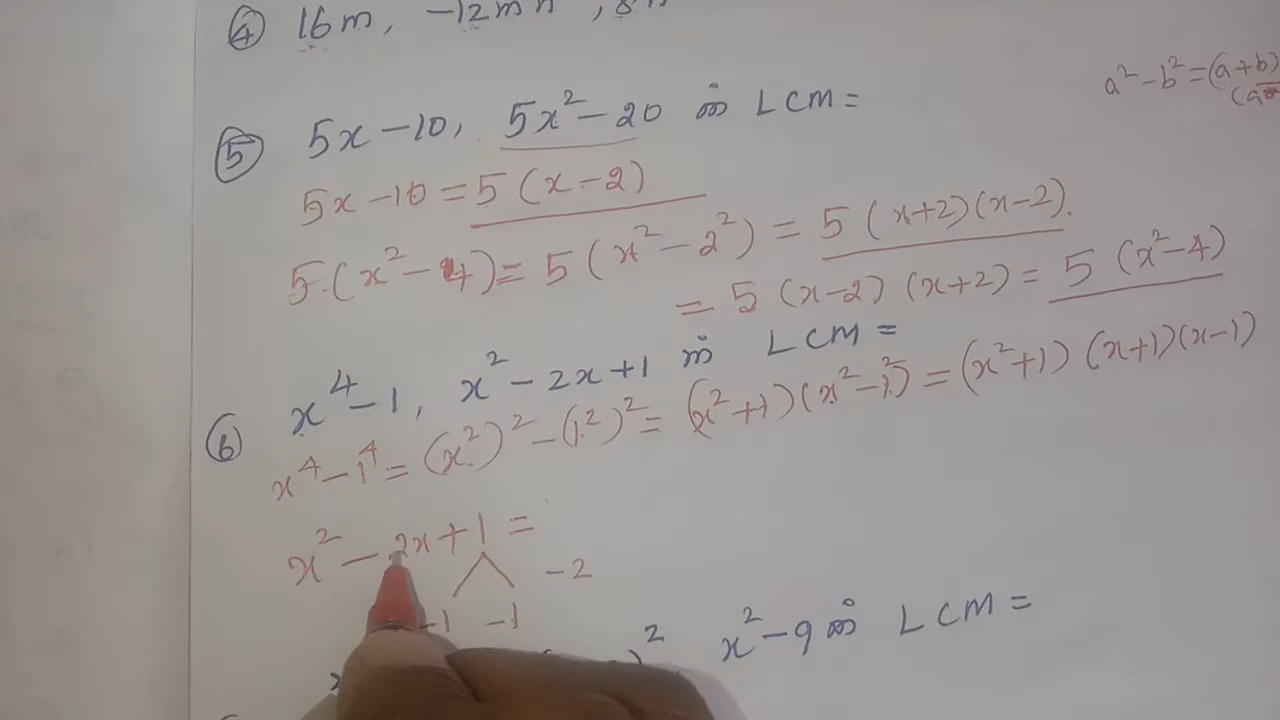 ④ 16m, -12mn, 8n
a² - b² = (a+b)
(a
⑤ 5x - 10, 5x² - 20 ன் LCM =
5x - 10 = 5 (x - 2)
5 (x² - 4) = 5 (x² - 2²) = 5 (x+2) (x-2)
= 5 (x-2) (x+2) = 5 (x² - 4)
⑥ x⁴ - 1, x² - 2x + 1 ன் LCM =
x⁴ - 1⁴ = (x²)² - (1²)² = (x² + 1) (x² - 1²) = (x² + 1) (x+1) (x-1)
x² - 2x + 1 =
-1 -1 -2
)² x² - 9 ன் LCM =